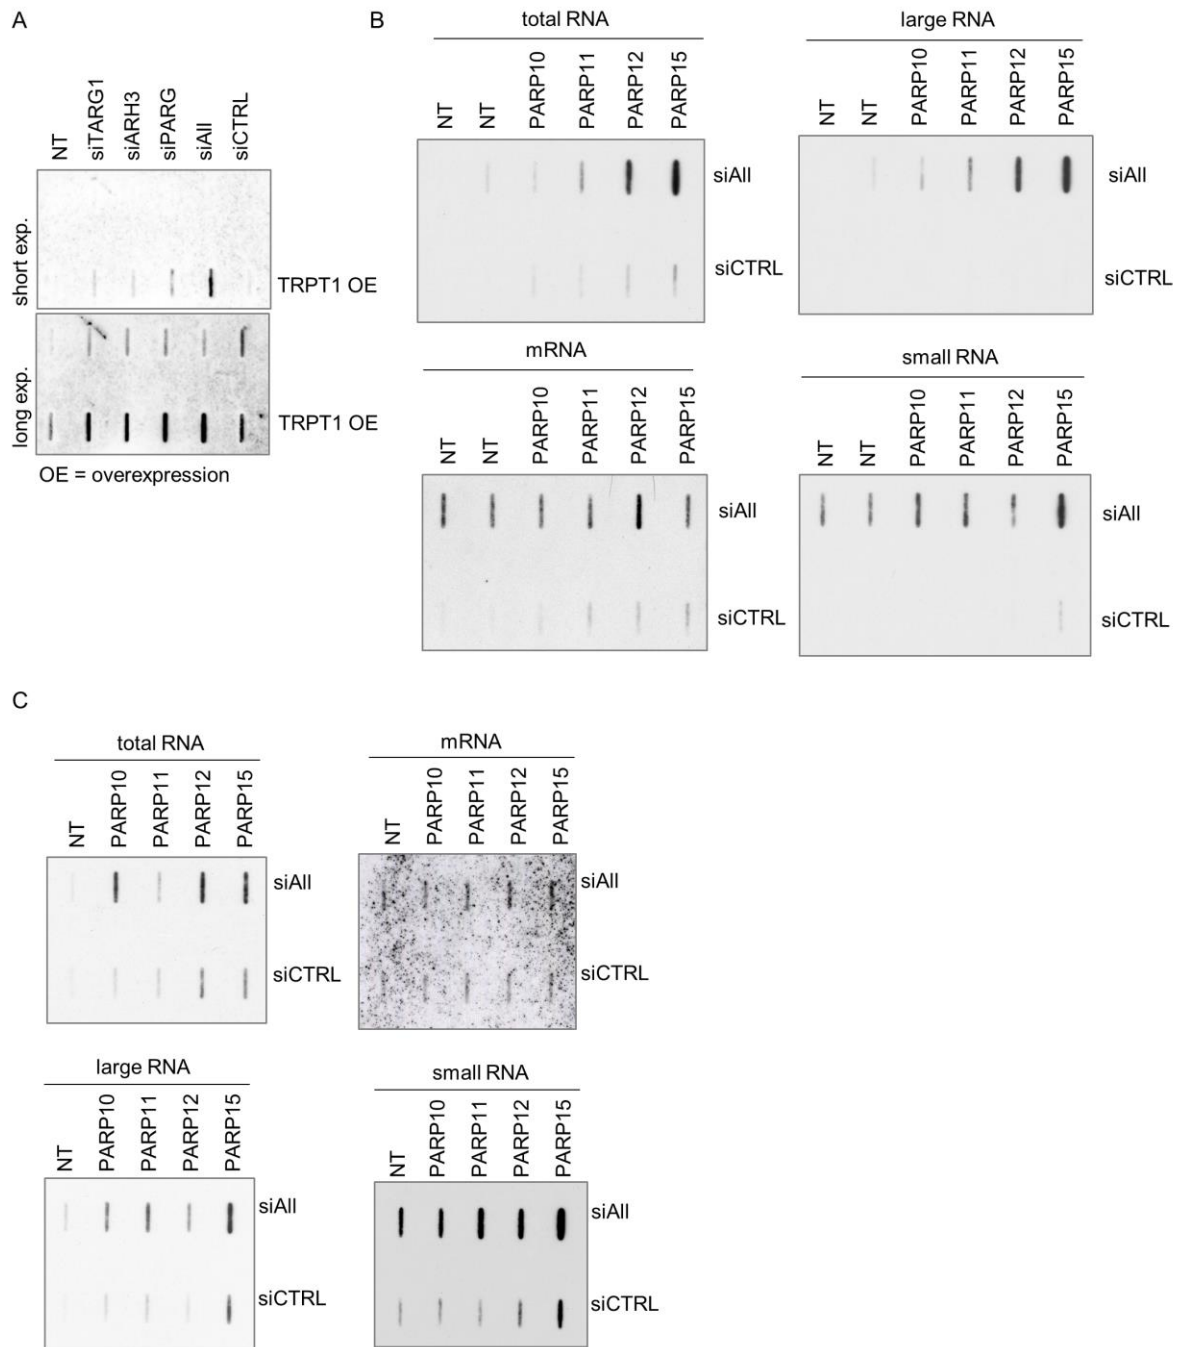 A
NT
siTARG1
siARH3
siPARG
siAll
siCTRL
short exp.
TRPT1 OE
long exp.
TRPT1 OE
OE = overexpression
B
total RNA
NT
NT
PARP10
PARP11
PARP12
PARP15
siAll
siCTRL
large RNA
NT
NT
PARP10
PARP11
PARP12
PARP15
siAll
siCTRL
mRNA
NT
NT
PARP10
PARP11
PARP12
PARP15
siAll
siCTRL
small RNA
NT
NT
PARP10
PARP11
PARP12
PARP15
siAll
siCTRL
C
total RNA
NT
PARP10
PARP11
PARP12
PARP15
siAll
siCTRL
mRNA
NT
PARP10
PARP11
PARP12
PARP15
siAll
siCTRL
large RNA
NT
PARP10
PARP11
PARP12
PARP15
siAll
siCTRL
small RNA
NT
PARP10
PARP11
PARP12
PARP15
siAll
siCTRL